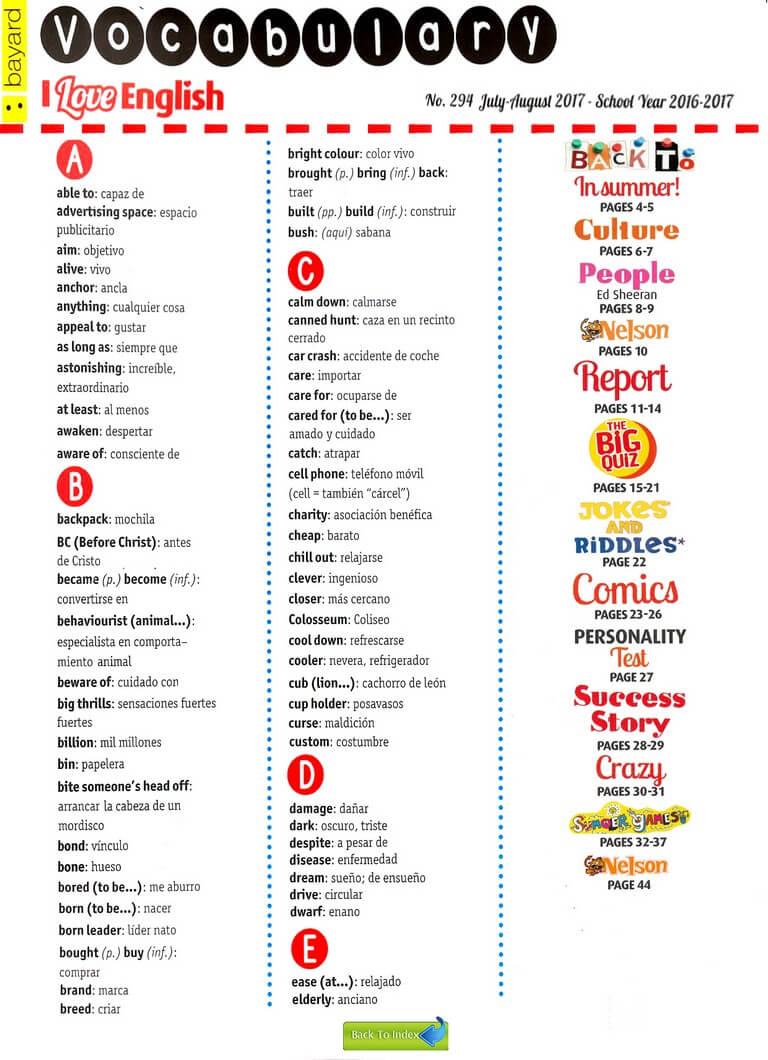 bayard
Vocabulary
I Love English
No. 294 July-August 2017 - School Year 2016-2017
A
able to: capaz de
advertising space: espacio
publicitario
aim: objetivo
alive: vivo
anchor: ancla
anything: cualquier cosa
appeal to: gustar
as long as: siempre que
astonishing: increíble,
extraordinario
at least: al menos
awaken: despertar
aware of: consciente de
B
backpack: mochila
BC (Before Christ): antes
de Cristo
became (p.) become (inf.):
convertirse en
behaviourist (animal...):
especialista en comporta-
miento animal
beware of: cuidado con
big thrills: sensaciones fuertes
fuertes
billion: mil millones
bin: papelera
bite someone's head off:
arrancar la cabeza de un
mordisco
bond: vínculo
bone: hueso
bored (to be...): me aburro
born (to be...): nacer
born leader: líder nato
bought (p.) buy (inf.):
comprar
brand: marca
breed: criar
bright colour: color vivo
brought (p.) bring (inf.) back:
traer
built (pp.) build (inf.): construir
bush: (aquí) sabana
C
calm down: calmarse
canned hunt: caza en un recinto
cerrado
car crash: accidente de coche
care: importar
care for: ocuparse de
cared for (to be...): ser
amado y cuidado
catch: atrapar
cell phone: teléfono móvil
(cell = también "cárcel")
charity: asociación benéfica
cheap: barato
chill out: relajarse
clever: ingenioso
closer: más cercano
Colosseum: Coliseo
cool down: refrescarse
cooler: nevera, refrigerador
cub (lion...): cachorro de león
cup holder: posavasos
curse: maldición
custom: costumbre
D
damage: dañar
dark: oscuro, triste
despite: a pesar de
disease: enfermedad
dream: sueño; de ensueño
drive: circular
dwarf: enano
E
ease (at...): relajado
elderly: anciano
BACK To
In summer!
PAGES 4-5
Culture
PAGES 6-7
People
Ed Sheeran
PAGES 8-9
Nelson
PAGES 10
Report
PAGES 11-14
THE
BiG
QUIZ
PAGES 15-21
JOKES
AND
RiDDLes*
PAGE 22
Comics
PAGES 23-26
PERSONALITY
Test
PAGE 27
Success
Story
PAGES 28-29
Crazy
PAGES 30-31
SUMMER GAMES
PAGES 32-37
Nelson
PAGE 44
Back To Index